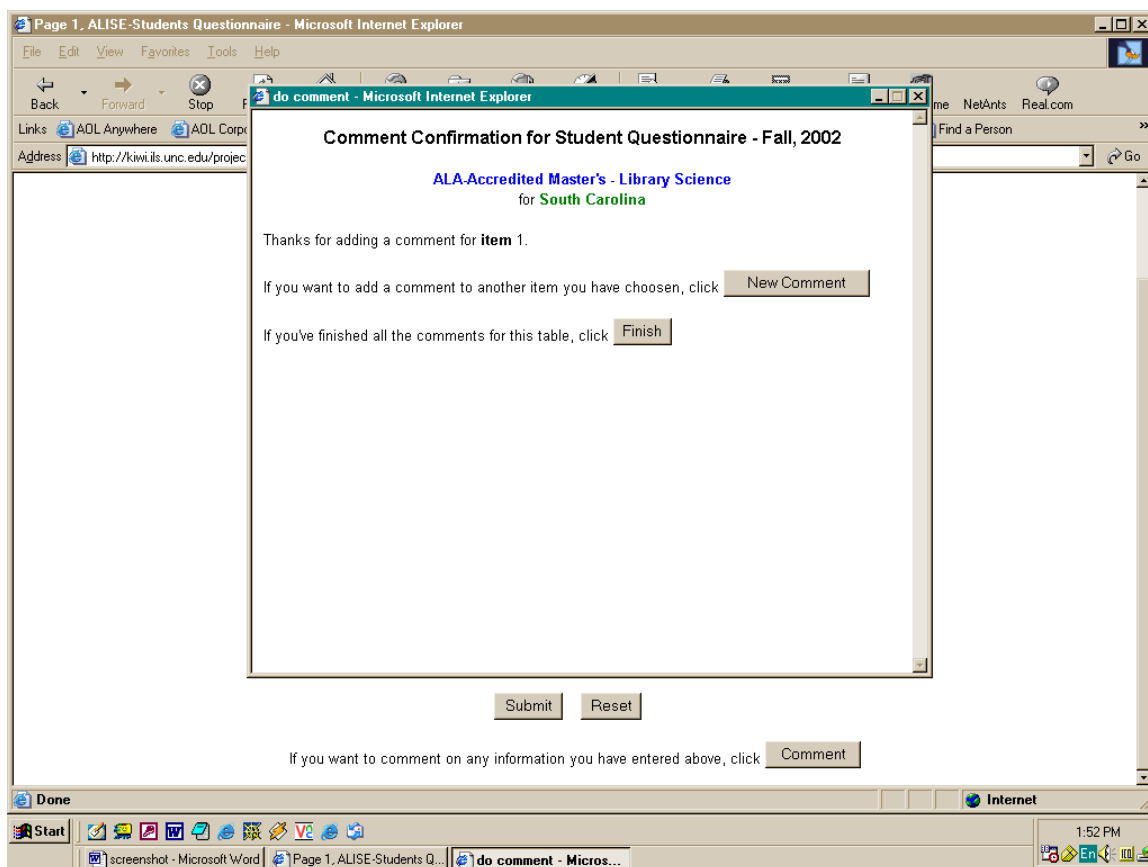 Page 1, ALISE-Students Questionnaire - Microsoft Internet Explorer
File Edit View Favorites Tools Help
Back Forward Stop
NetAnts Real.com
Links AOL Anywhere Find a Person »
Address http://kiwi.ils.unc.edu/projec Go
do comment - Microsoft Internet Explorer
Comment Confirmation for Student Questionnaire - Fall, 2002
ALA-Accredited Master's - Library Science
for South Carolina
Thanks for adding a comment for item 1.
If you want to add a comment to another item you have choosen, click New Comment
If you've finished all the comments for this table, click Finish
Submit Reset
If you want to comment on any information you have entered above, click Comment
Done Internet
Start 1:52 PM
screenshot - Microsoft Word Page 1, ALISE-Students Q... do comment - Micros... En